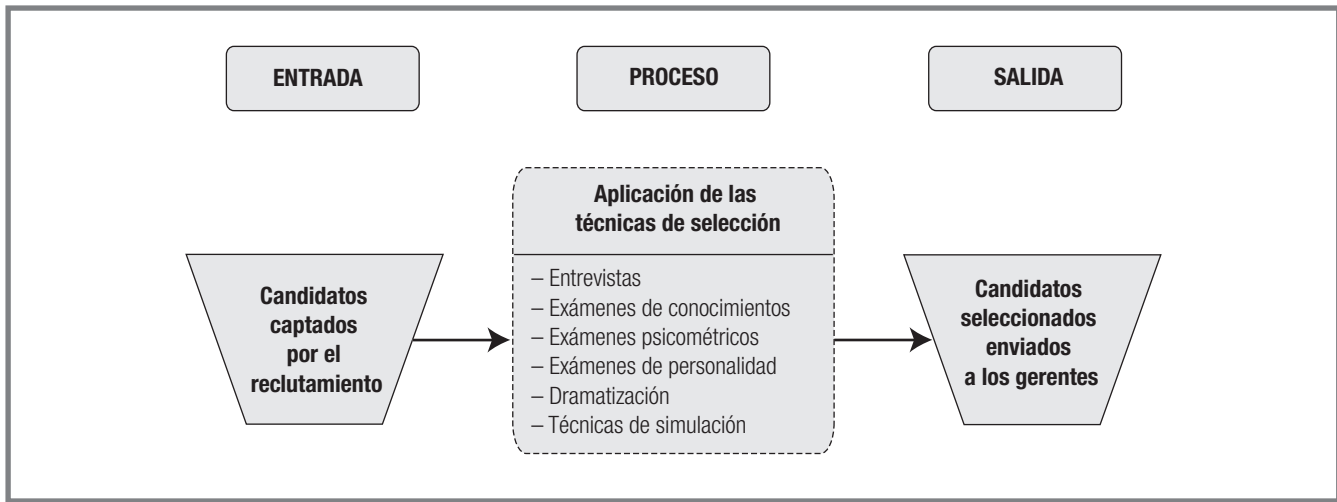 ENTRADA
PROCESO
SALIDA
Candidatos
captados
por el
reclutamiento
Aplicación de las
técnicas de selección
– Entrevistas
– Exámenes de conocimientos
– Exámenes psicométricos
– Exámenes de personalidad
– Dramatización
– Técnicas de simulación
Candidatos
seleccionados
enviados
a los gerentes